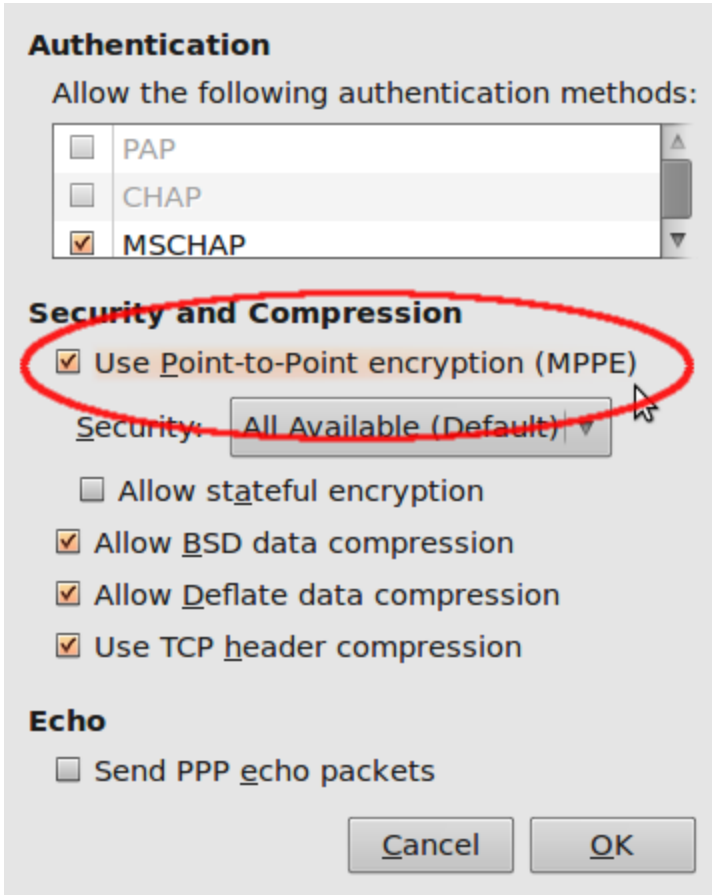 Authentication
Allow the following authentication methods:
PAP
CHAP
MSCHAP
Security and Compression
Use Point-to-Point encryption (MPPE)
Security: All Available (Default)
Allow stateful encryption
Allow BSD data compression
Allow Deflate data compression
Use TCP header compression
Echo
Send PPP echo packets
Cancel OK